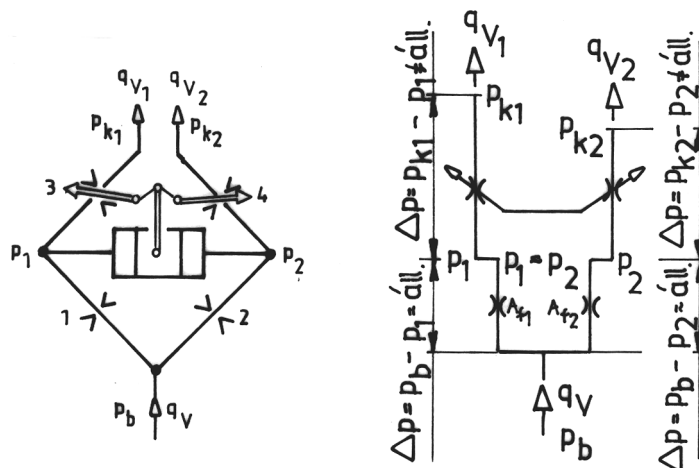 qV1
qV2
pk1
pk2
3
4
p1
p2
1
2
pb
qV
qV1
qV2
pk1
pk2
Δp=pk1 - p1≠áll.
Δp=pk2 - p2≠áll.
p1
p1 = p2
p2
Af1
Af2
Δp=pb - p1=áll.
Δp=pb - p2=áll.
qV
pb